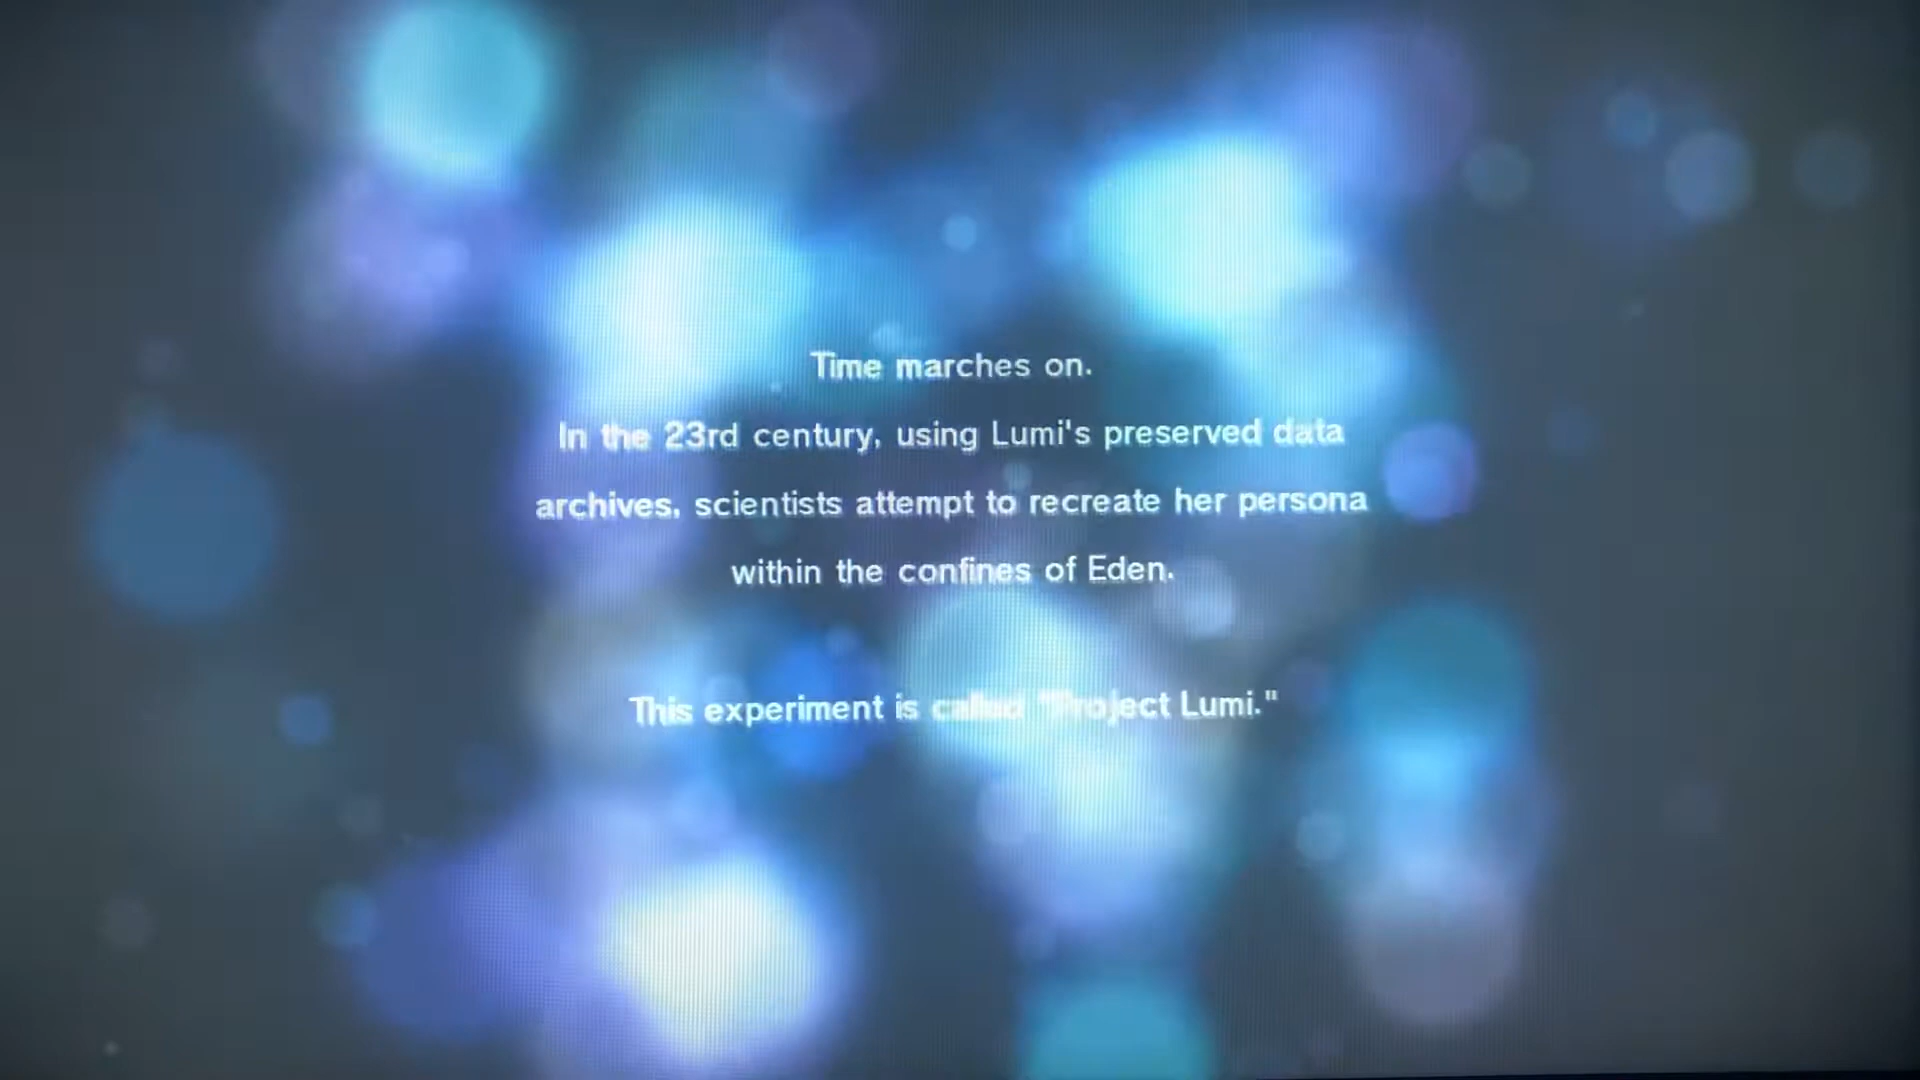 Time marches on.
In the 23rd century, using Lumi's preserved data
archives, scientists attempt to recreate her persona
within the confines of Eden.
This experiment is called "Project Lumi."